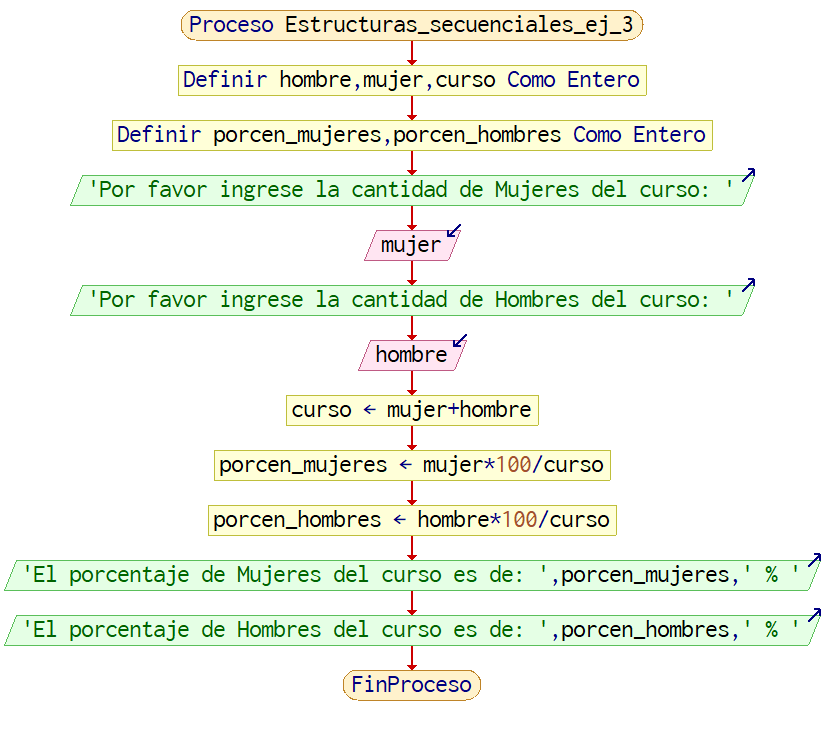 Proceso Estructuras_secuenciales_ej_3
Definir hombre,mujer,curso Como Entero
Definir porcen_mujeres,porcen_hombres Como Entero
'Por favor ingrese la cantidad de Mujeres del curso: '
mujer
'Por favor ingrese la cantidad de Hombres del curso: '
hombre
curso ← mujer+hombre
porcen_mujeres ← mujer*100/curso
porcen_hombres ← hombre*100/curso
'El porcentaje de Mujeres del curso es de: ',porcen_mujeres,' % '
'El porcentaje de Hombres del curso es de: ',porcen_hombres,' % '
FinProceso